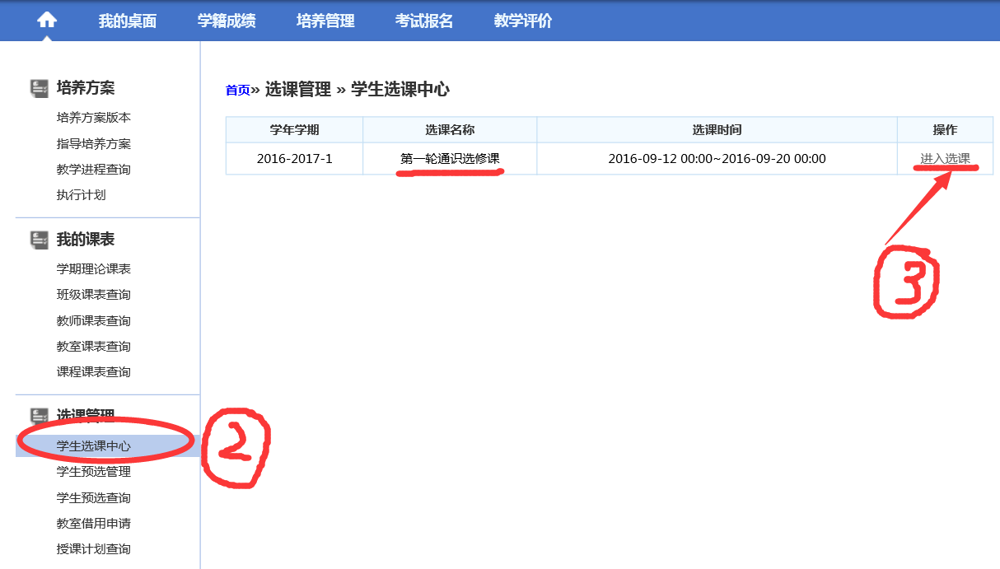 我的桌面 学籍成绩 培养管理 考试报名 教学评价
培养方案
培养方案版本
指导培养方案
教学进程查询
执行计划
我的课表
学期理论课表
班级课表查询
教师课表查询
教室课表查询
课程课表查询
选课管理
学生选课中心
学生预选管理
学生预选查询
教室借用申请
授课计划查询
②
首页» 选课管理 » 学生选课中心
学年学期 选课名称 选课时间 操作
2016-2017-1 第一轮通识选修课 2016-09-12 00:00~2016-09-20 00:00 进入选课
③